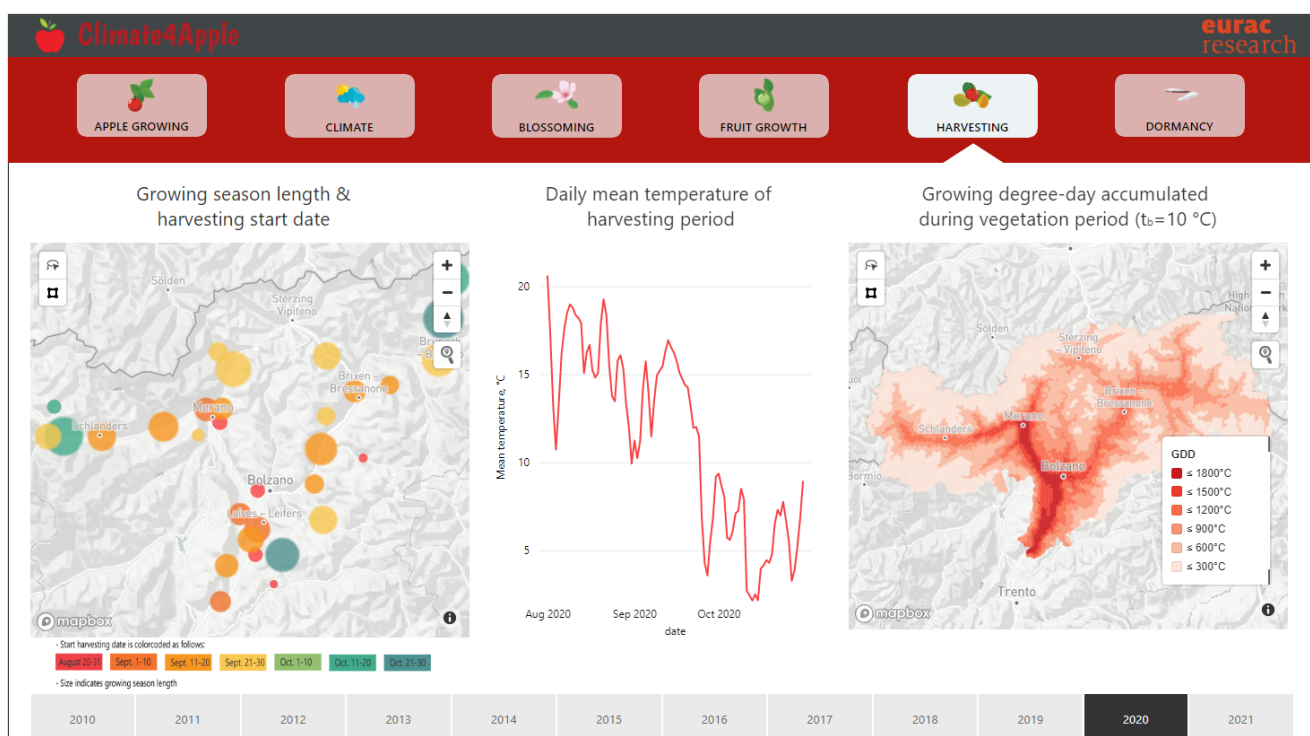 Climate4Apple
eurac
research
APPLE GROWING
CLIMATE
BLOSSOMING
FRUIT GROWTH
HARVESTING
DORMANCY
Growing season length &
harvesting start date
Daily mean temperature of
harvesting period
Growing degree-day accumulated
during vegetation period (tb=10 °C)
Sölden
Sterzing
Vipiteno
Brixen –
Bressanone
Merano
Schlanders
Bolzano
Laives – Leifers
mapbox
- Start harvesting date is colorcoded as follows:
August 20-31
Sept. 1-10
Sept. 11-20
Sept. 21-30
Oct. 1-10
Oct. 11-20
Oct. 21-30
- Size indicates growing season length
Mean temperature, °C
20
15
10
5
Aug 2020
Sep 2020
Oct 2020
date
High
Sölden
Sterzing
– Vipiteno
Brixen –
Bressanone
Merano
Schlanders
Bolzano
Bormio
Trento
GDD
≤ 1800°C
≤ 1500°C
≤ 1200°C
≤ 900°C
≤ 600°C
≤ 300°C
mapbox
2010
2011
2012
2013
2014
2015
2016
2017
2018
2019
2020
2021